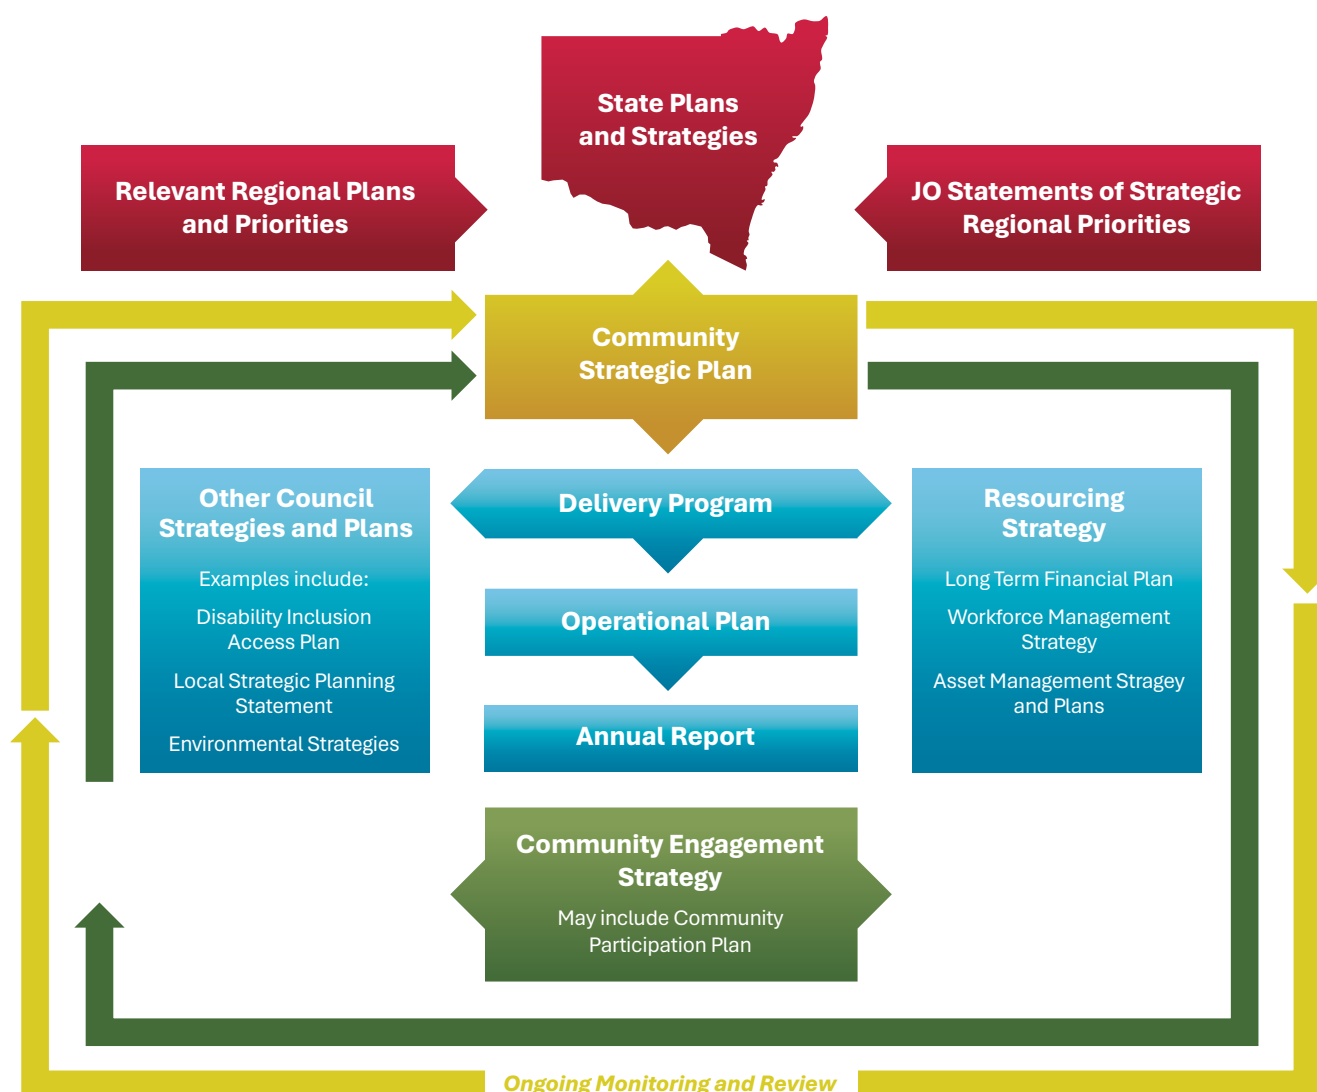 State Plans
and Strategies
Relevant Regional Plans
and Priorities
JO Statements of Strategic
Regional Priorities
Community
Strategic Plan
Other Council
Strategies and Plans
Examples include:
Disability Inclusion
Access Plan
Local Strategic Planning
Statement
Environmental Strategies
Delivery Program
Operational Plan
Annual Report
Resourcing
Strategy
Long Term Financial Plan
Workforce Management
Strategy
Asset Management Stragey
and Plans
Community Engagement
Strategy
May include Community
Participation Plan
Ongoing Monitoring and Review